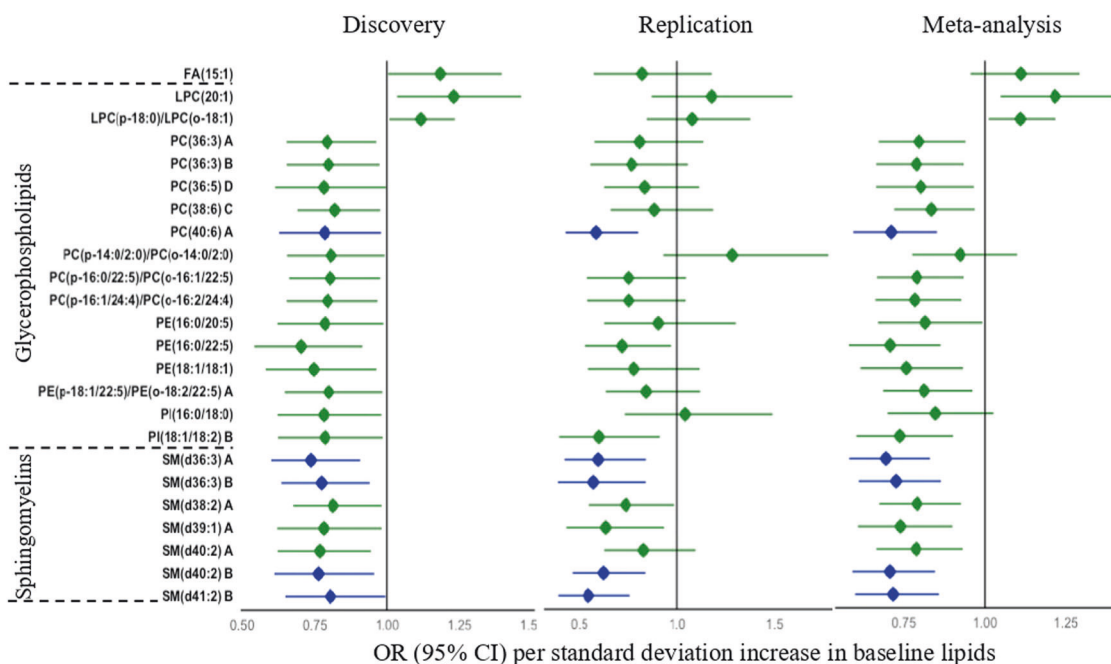 Discovery Replication Meta-analysis
FA(15:1)
LPC(20:1)
LPC(p-18:0)/LPC(o-18:1)
PC(36:3) A
PC(36:3) B
PC(36:5) D
PC(38:6) C
PC(40:6) A
PC(p-14:0/2:0)/PC(o-14:0/2:0)
PC(p-16:0/22:5)/PC(o-16:1/22:5)
PC(p-16:1/24:4)/PC(o-16:2/24:4)
PE(16:0/20:5)
PE(16:0/22:5)
PE(18:1/18:1)
PE(p-18:1/22:5)/PE(o-18:2/22:5) A
PI(16:0/18:0)
PI(18:1/18:2) B
Glycerophospholipids
SM(d36:3) A
SM(d36:3) B
SM(d38:2) A
SM(d39:1) A
SM(d40:2) A
SM(d40:2) B
SM(d41:2) B
Sphingomyelins
0.50 0.75 1.00 1.25 1.5 0.5 1.0 1.5 0.75 1.00 1.25
OR (95% CI) per standard deviation increase in baseline lipids